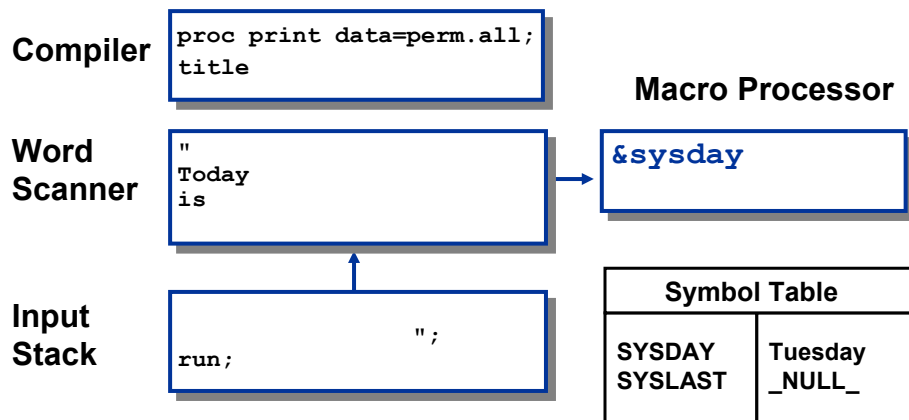 Compiler
proc print data=perm.all;
title
Macro Processor
Word
Scanner
"
Today
is
&sysday
Input
Stack
";
run;
Symbol Table
SYSDAY Tuesday
SYSLAST _NULL_